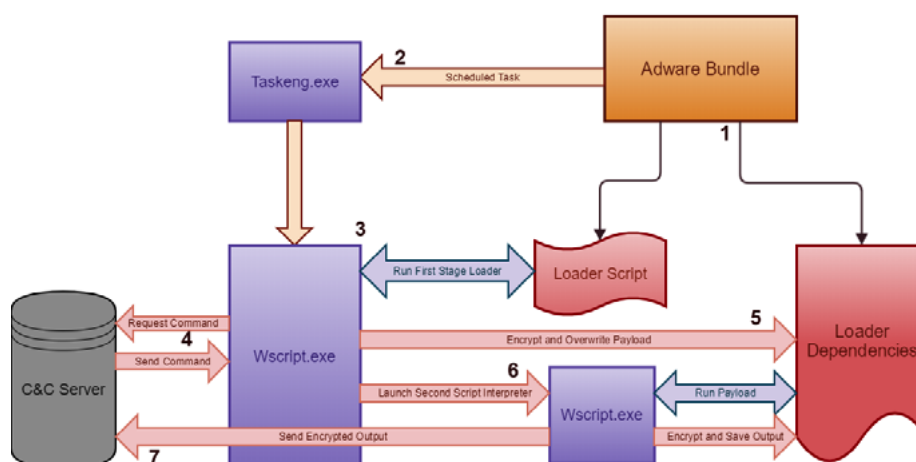 2
Taskeng.exe
Scheduled Task
Adware Bundle
1
3
Run First Stage Loader
Loader Script
Request Command
4
Send Command
C&C Server
Wscript.exe
5
Encrypt and Overwrite Payload
Loader
Dependencies
6
Launch Second Script Interpreter
Wscript.exe
Run Payload
Send Encrypted Output
Encrypt and Save Output
7